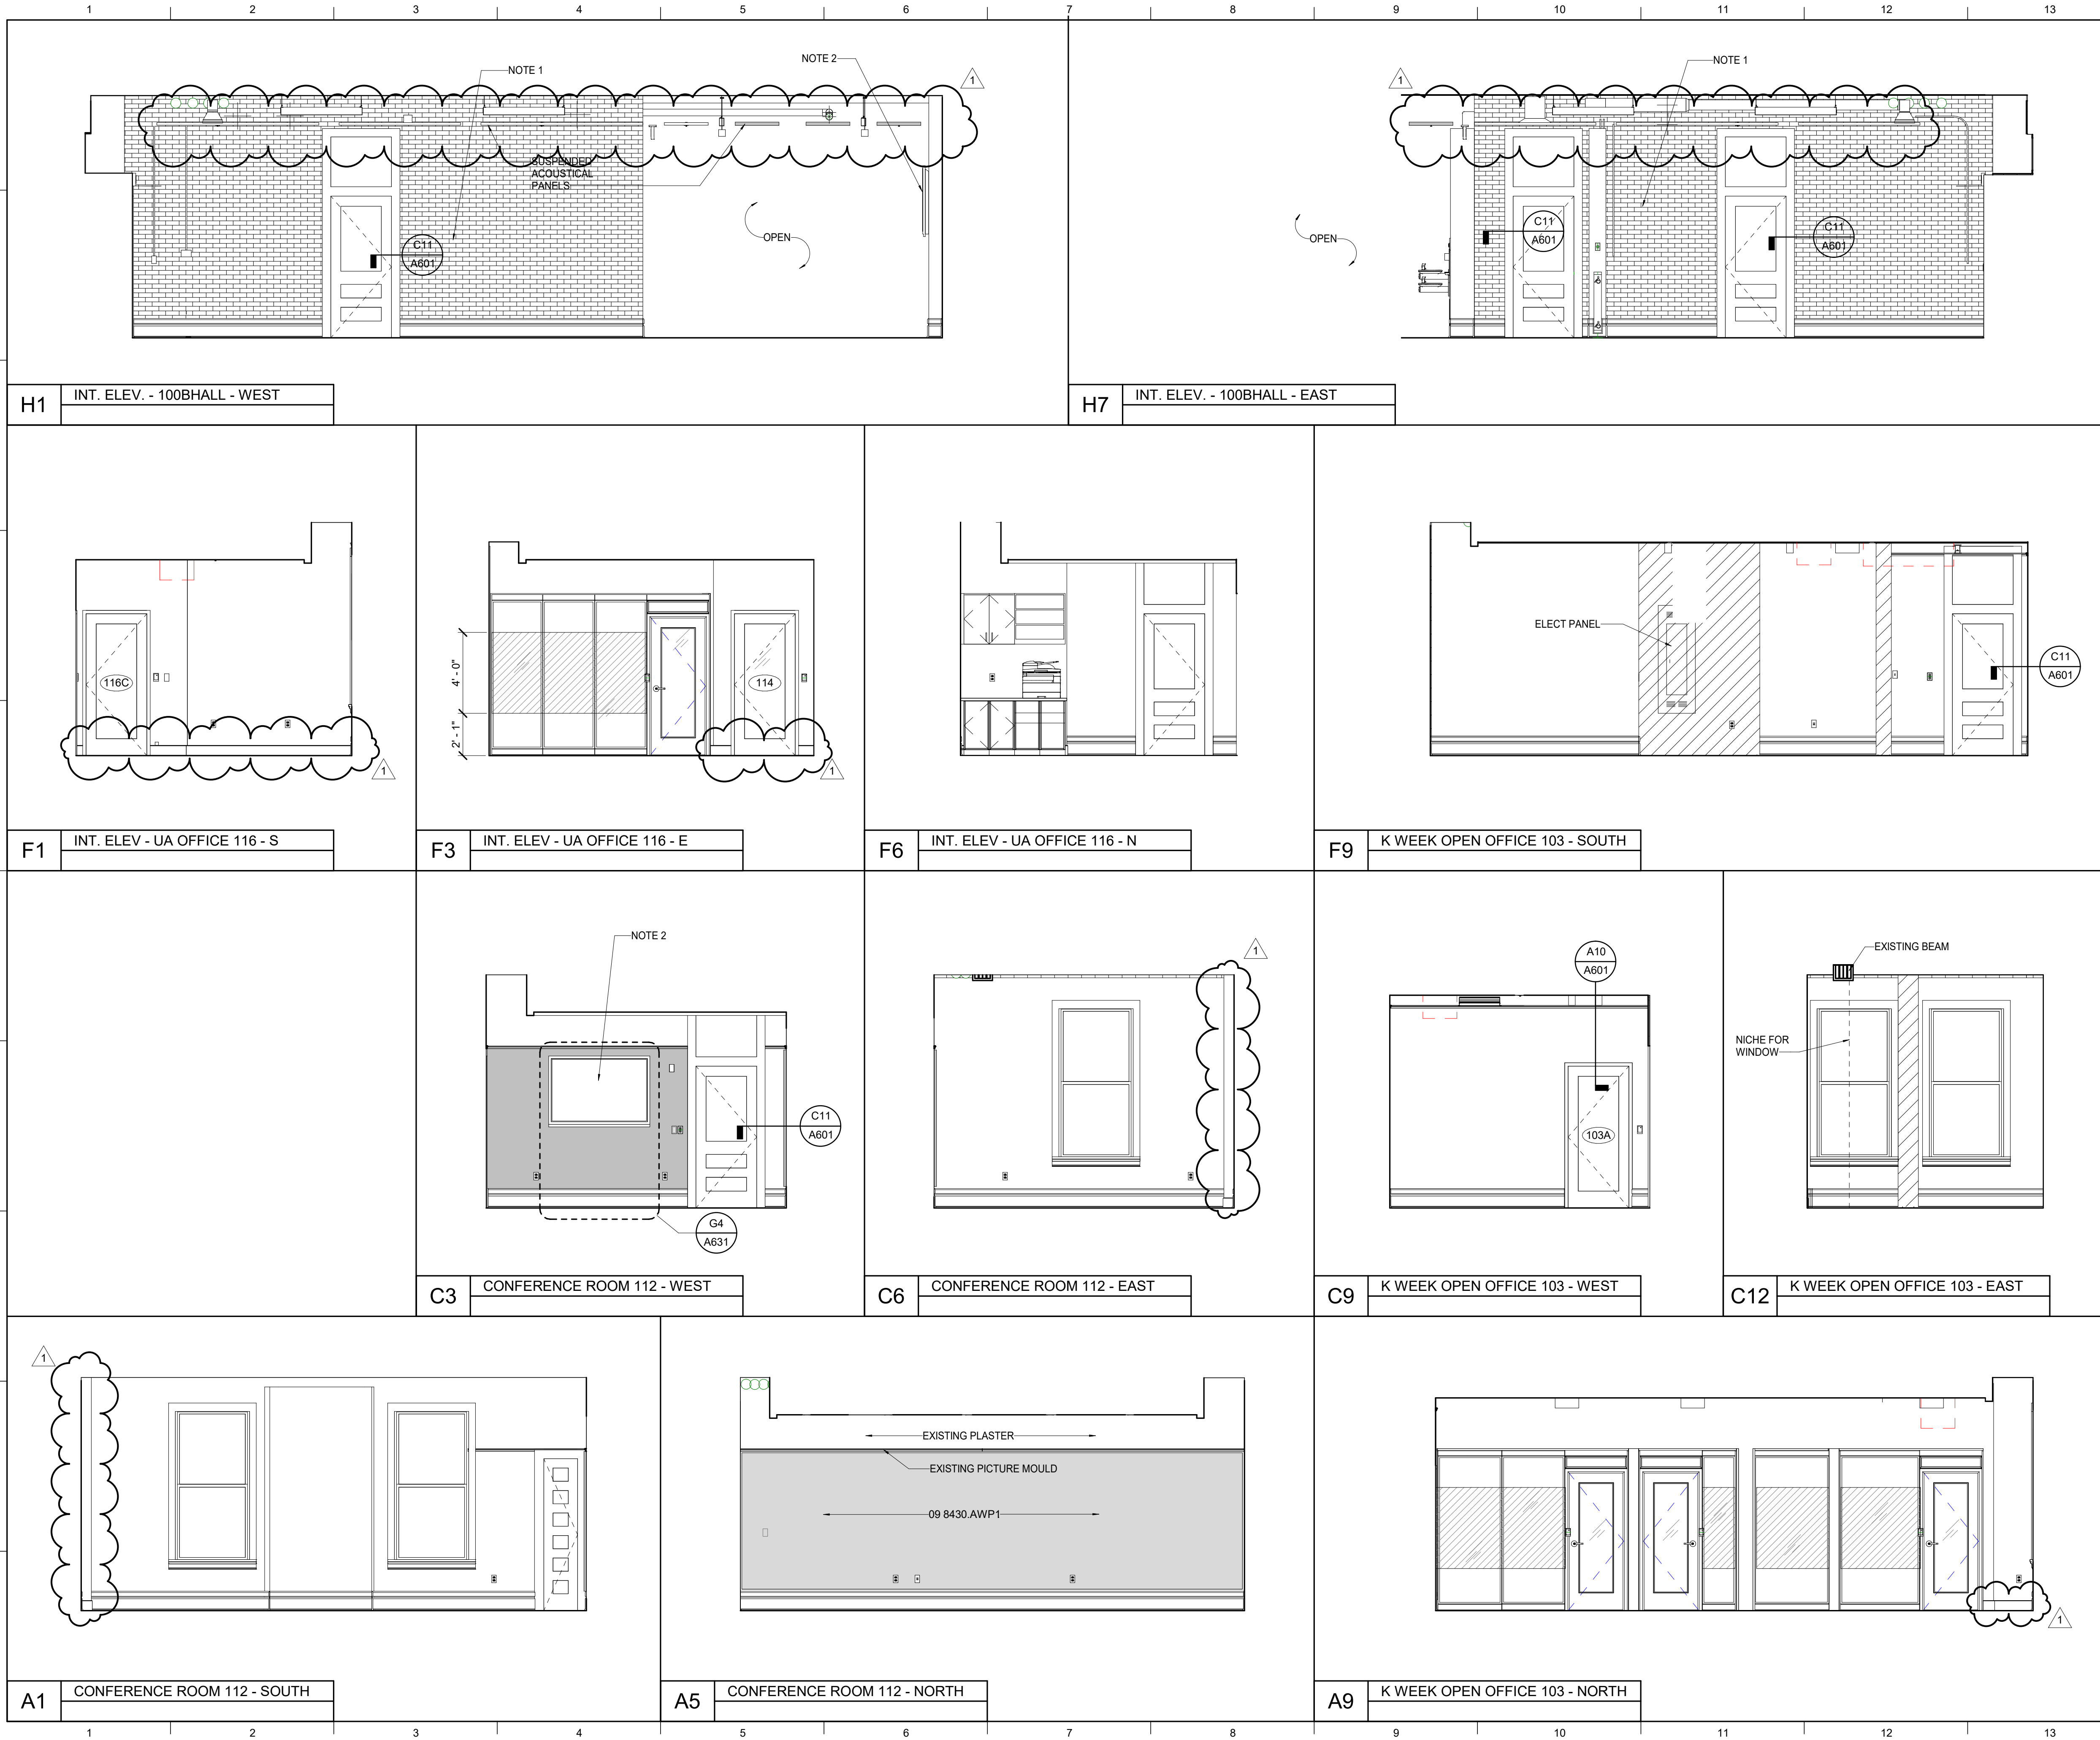 1 2 3 4 5 6 7 8 9 10 11 12 13
NOTE 1
NOTE 2
1
SUSPENDED
ACOUSTICAL
PANELS
OPEN
C11
A601
H1 INT. ELEV. - 100BHALL - WEST
1
NOTE 1
OPEN
C11
A601
C11
A601
H7 INT. ELEV. - 100BHALL - EAST
116C
1
F1 INT. ELEV - UA OFFICE 116 - S
4' - 0"
2' - 1"
114
1
F3 INT. ELEV - UA OFFICE 116 - E
F6 INT. ELEV - UA OFFICE 116 - N
ELECT PANEL
C11
A601
F9 K WEEK OPEN OFFICE 103 - SOUTH
NOTE 2
C11
A601
G4
A631
C3 CONFERENCE ROOM 112 - WEST
1
C6 CONFERENCE ROOM 112 - EAST
A10
A601
103A
C9 K WEEK OPEN OFFICE 103 - WEST
EXISTING BEAM
NICHE FOR
WINDOW
C12 K WEEK OPEN OFFICE 103 - EAST
1
A1 CONFERENCE ROOM 112 - SOUTH
EXISTING PLASTER
EXISTING PICTURE MOULD
09 8430.AWP1
A5 CONFERENCE ROOM 112 - NORTH
1
A9 K WEEK OPEN OFFICE 103 - NORTH
1 2 3 4 5 6 7 8 9 10 11 12 13